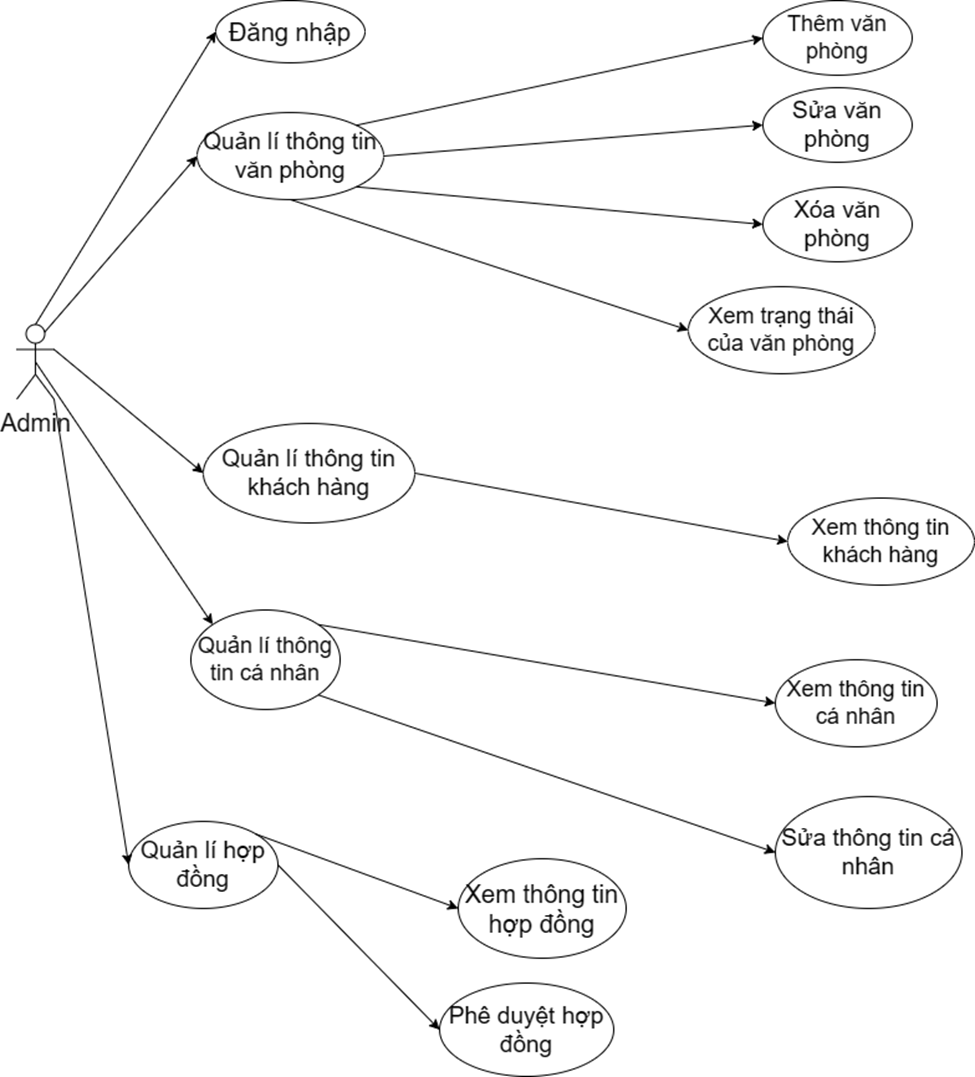 Đăng nhập
Thêm văn
phòng
Quản lí thông tin
văn phòng
Sửa văn
phòng
Xóa văn
phòng
Xem trạng thái
của văn phòng
Admin
Quản lí thông tin
khách hàng
Xem thông tin
khách hàng
Quản lí thông
tin cá nhân
Xem thông tin
cá nhân
Sửa thông tin cá
nhân
Quản lí hợp
đồng
Xem thông tin
hợp đồng
Phê duyệt hợp
đồng